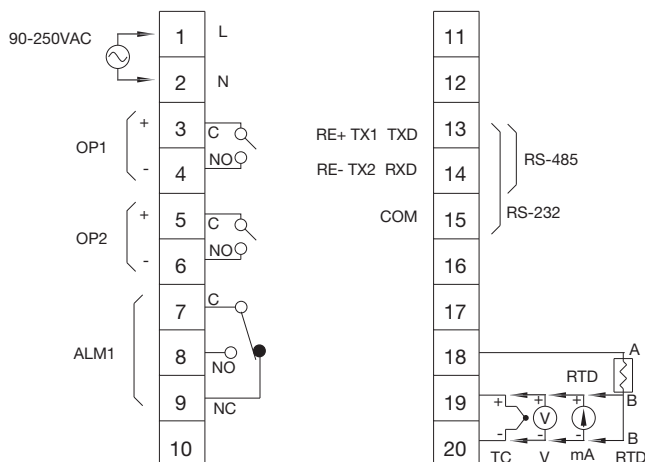 90-250VAC
1 L
2 N
OP1
+ 3 C
- 4 NO
OP2
+ 5 C
- 6 NO
ALM1
7 C
8 NO
9 NC
10
11
12
RE+ TX1 TXD 13
RE- TX2 RXD 14
RS-485
COM 15
RS-232
16
17
18 A
RTD
19 + + + B
V
20 - - - B
TC V mA RTD